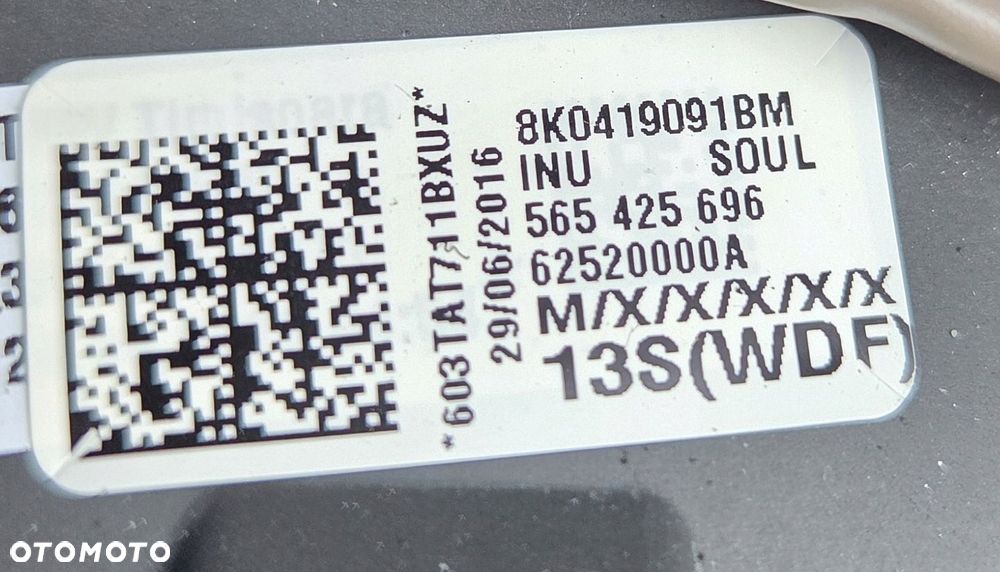 8K0419091BM
INU SOUL
565 425 696
62520000A
M/X/X/X/X/X
13S(WDF)
29/06/2016
*603TAT711BXUZ*
OTOMOTO